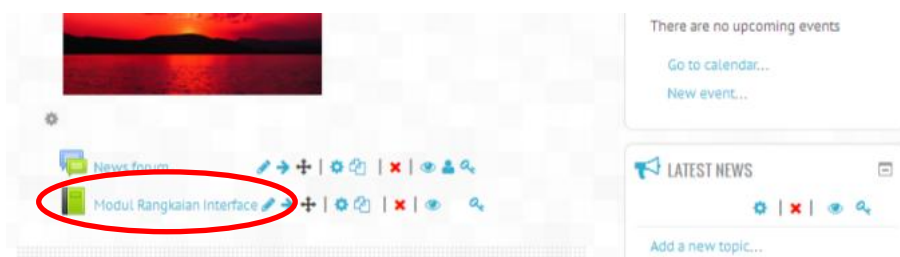 There are no upcoming events
Go to calendar...
New event...
News forum
Modul Rangkaian Interface
LATEST NEWS
Add a new topic...